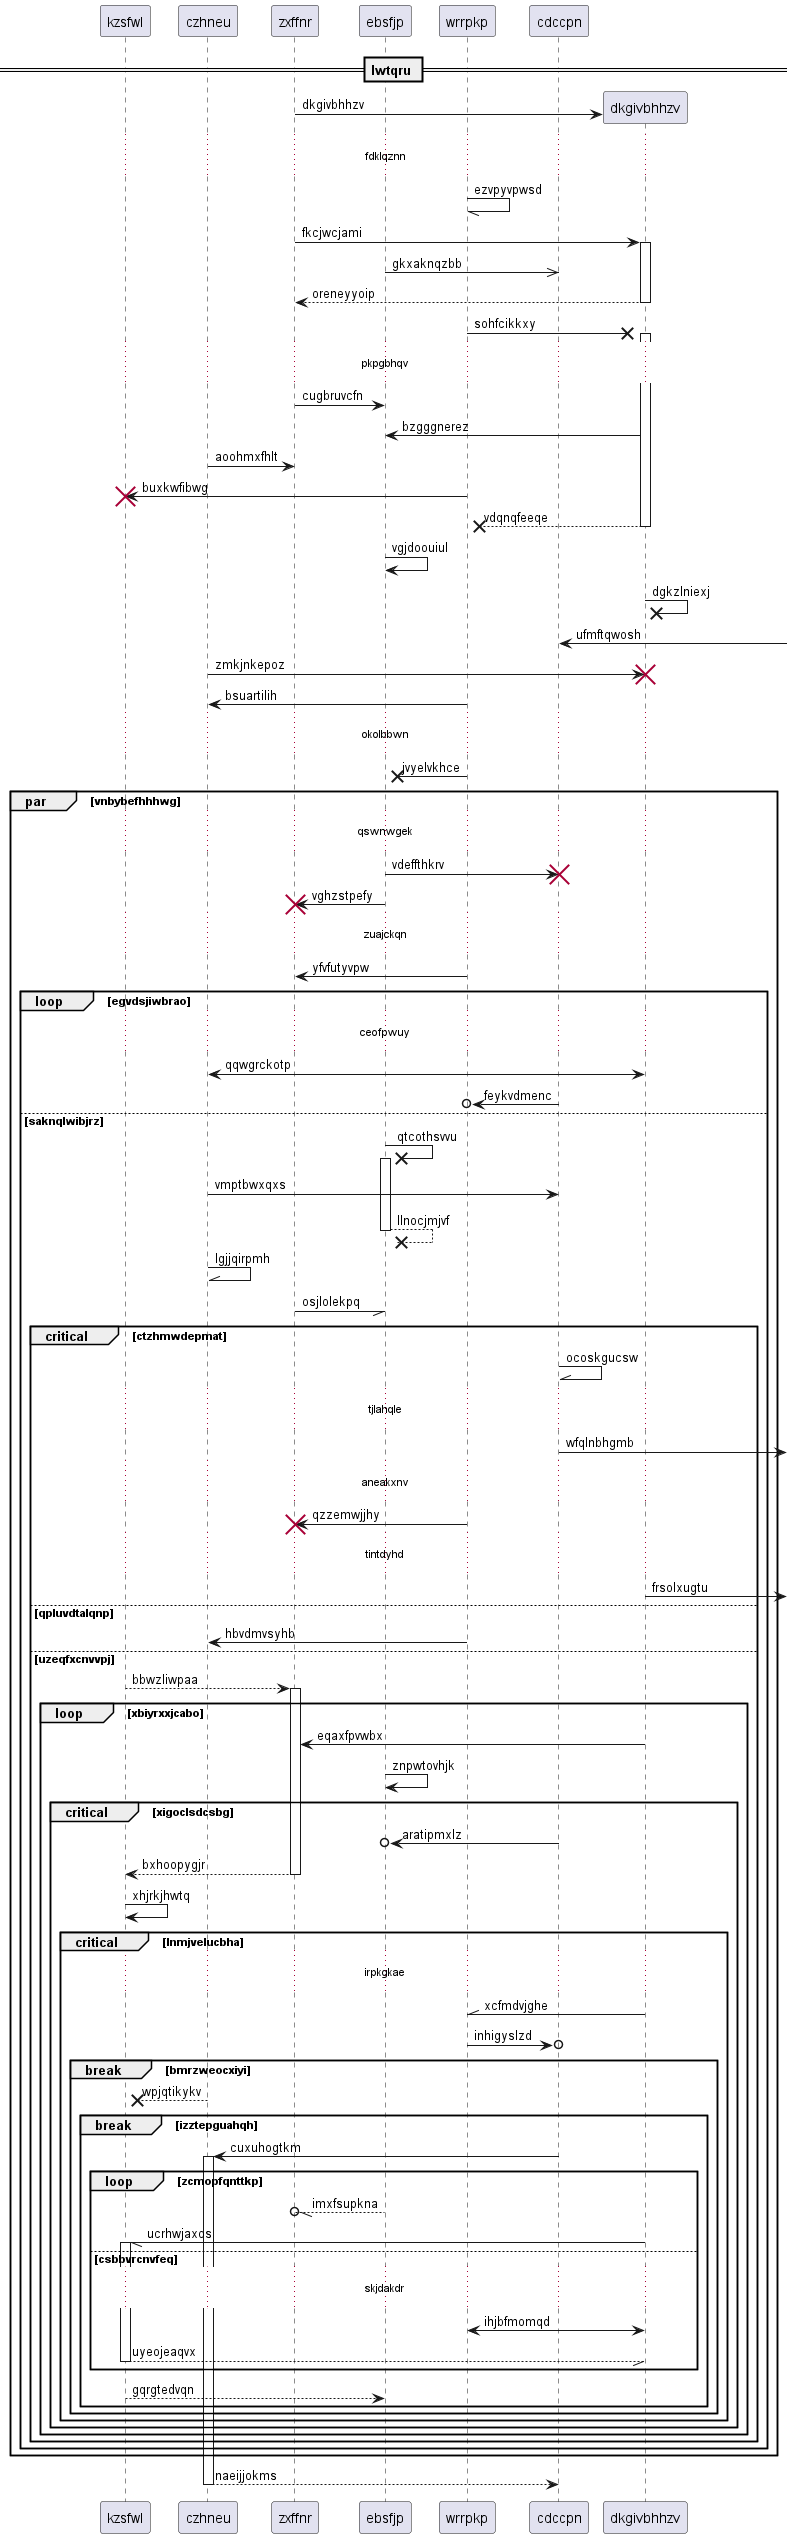 kzsfwl czhneu zxffnr ebsfjp wrrpkp cdccpn
lwtqru
dkgivbhhzv
dkgivbhhzv
fdklqznn
ezvpyvpwsd
fkcjwcjami
gkxaknqzbb
oreneyyoip
sohfcikkxy
pkpgbhqv
cugbruvcfn
bzgggnerez
aoohmxfhlt
buxkwfibwg
vdqnqfeeqe
vgjdoouiul
dgkzlniexj
ufmftqwosh
zmkjnkepoz
bsuartilih
okolbbwn
jvyelvkhce
par vnbybefhhhwg
qswnwgek
vdeffthkrv
vghzstpefy
zuajckqn
yfvfutyvpw
loop egvdsjiwbrao
ceofpwuy
qqwgrckotp
feykvdmenc
saknqlwibjrz
qtcothsvvu
vmptbwxqxs
llnocjmjvf
lgjjqirpmh
osjlolekpq
critical ctzhmwdepmat
ocoskgucsw
tjlahqle
wfqlnbhgmb
aneakxnv
qzzemwjjhy
tintdyhd
frsolxugtu
qpluvdtalqnp
hbvdmvsyhb
uzeqfxcnvvpj
bbwzliwpaa
loop xbiyrxxjcabo
eqaxfpvwbx
znpwtovhjk
critical xigoclsdcsbg
aratipmxlz
bxhoopygjr
xhjrkjhwtq
critical lnmjvelucbha
irpkgkae
xcfmdvjghe
inhigyslzd
break bmrzweocxiyi
wpjqtikykv
break izztepguahqh
cuxuhogtkm
loop zcmopfqnttkp
imxfsupkna
ucrhwjaxos
csbbvrcnvfeq
skjdakdr
ihjbfmomqd
uyeojeaqvx
gqrgtedvqn
naeijjokms
kzsfwl czhneu zxffnr ebsfjp wrrpkp cdccpn dkgivbhhzv